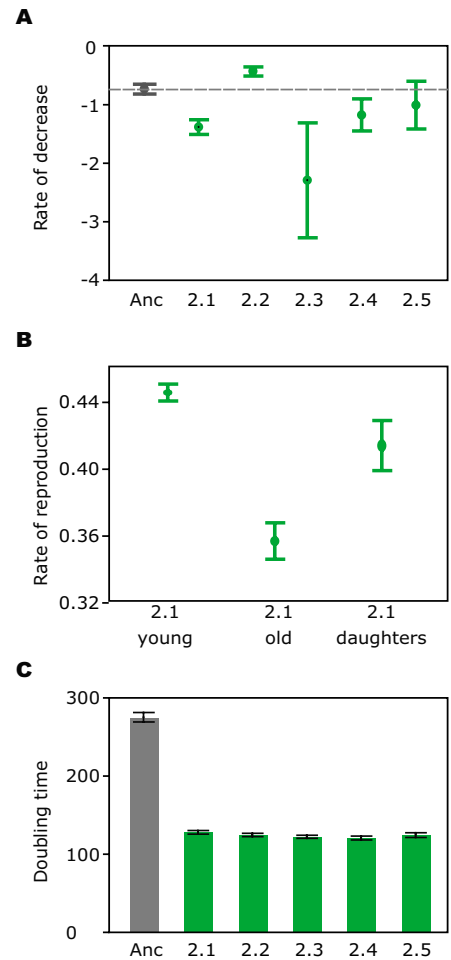 A
Rate of decrease
0
-1
-2
-3
-4
Anc 2.1 2.2 2.3 2.4 2.5
B
Rate of reproduction
0.44
0.40
0.36
0.32
2.1 2.1 2.1
young old daughters
C
Doubling time
300
200
100
0
Anc 2.1 2.2 2.3 2.4 2.5